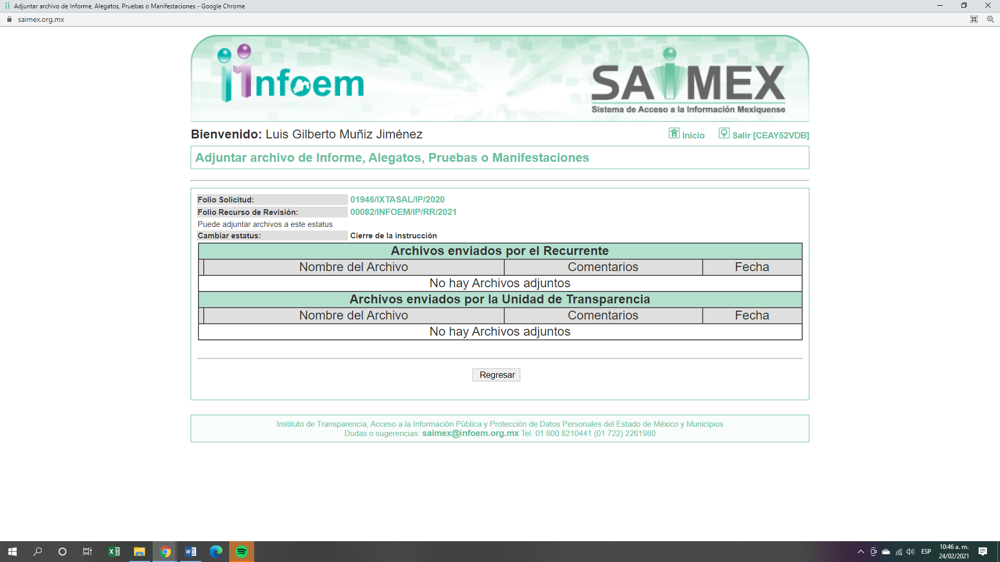 Adjuntar archivo de Informe, Alegatos, Pruebas o Manifestaciones - Google Chrome
saimex.org.mx
infoem
SAiMEX
Sistema de Acceso a la Información Mexiquense
Bienvenido: Luis Gilberto Muñiz Jiménez
Inicio
Salir [CEAY52VDB]
Adjuntar archivo de Informe, Alegatos, Pruebas o Manifestaciones
Folio Solicitud: 01946/IXTASAL/IP/2020
Folio Recurso de Revisión: 00082/INFOEM/IP/RR/2021
Puede adjuntar archivos a este estatus
Cambiar estatus: Cierre de la instrucción
Archivos enviados por el Recurrente
Nombre del Archivo Comentarios Fecha
No hay Archivos adjuntos
Archivos enviados por la Unidad de Transparencia
Nombre del Archivo Comentarios Fecha
No hay Archivos adjuntos
Regresar
Instituto de Transparencia, Acceso a la Información Pública y Protección de Datos Personales del Estado de México y Municipios
Dudas o sugerencias: saimex@infoem.org.mx Tel. 01 800 8210441 (01 722) 2261980
ESP
10:46 a. m.
24/02/2021